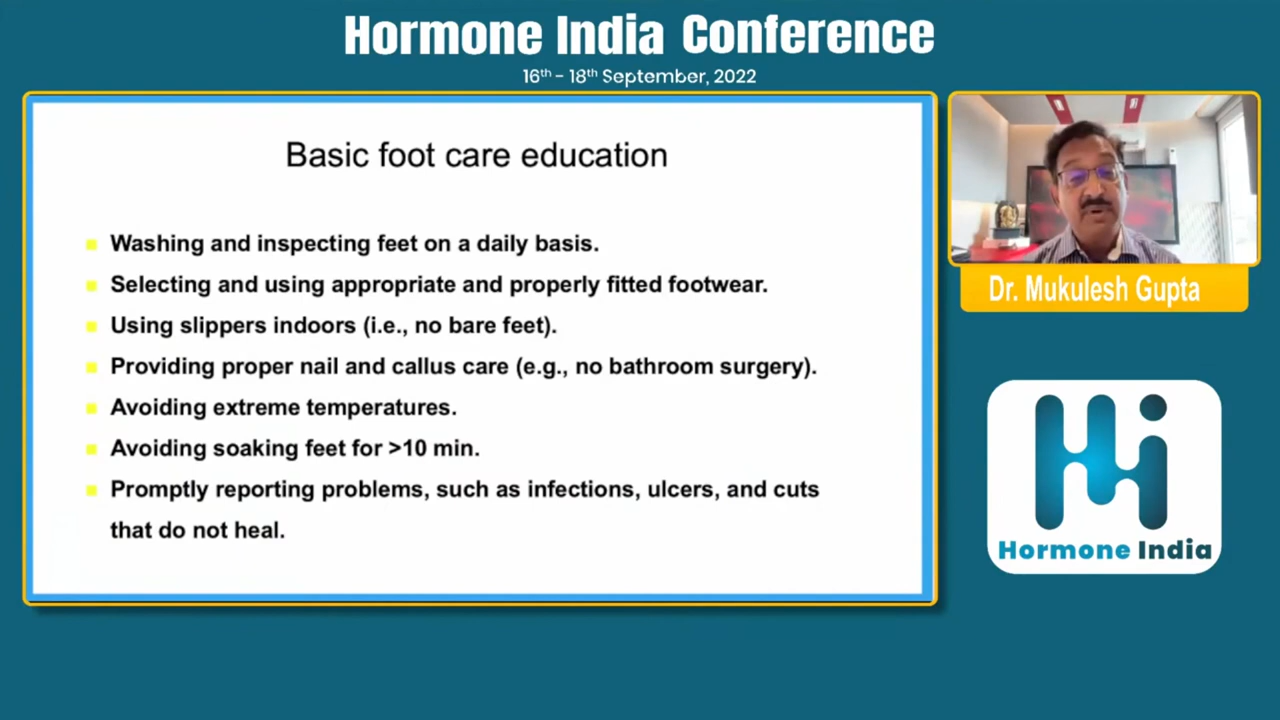 Hormone India Conference
16th - 18th September, 2022
Basic foot care education
Washing and inspecting feet on a daily basis.
Selecting and using appropriate and properly fitted footwear.
Using slippers indoors (i.e., no bare feet).
Providing proper nail and callus care (e.g., no bathroom surgery).
Avoiding extreme temperatures.
Avoiding soaking feet for >10 min.
Promptly reporting problems, such as infections, ulcers, and cuts
that do not heal.
Dr. Mukulesh Gupta
Hi
Hormone India